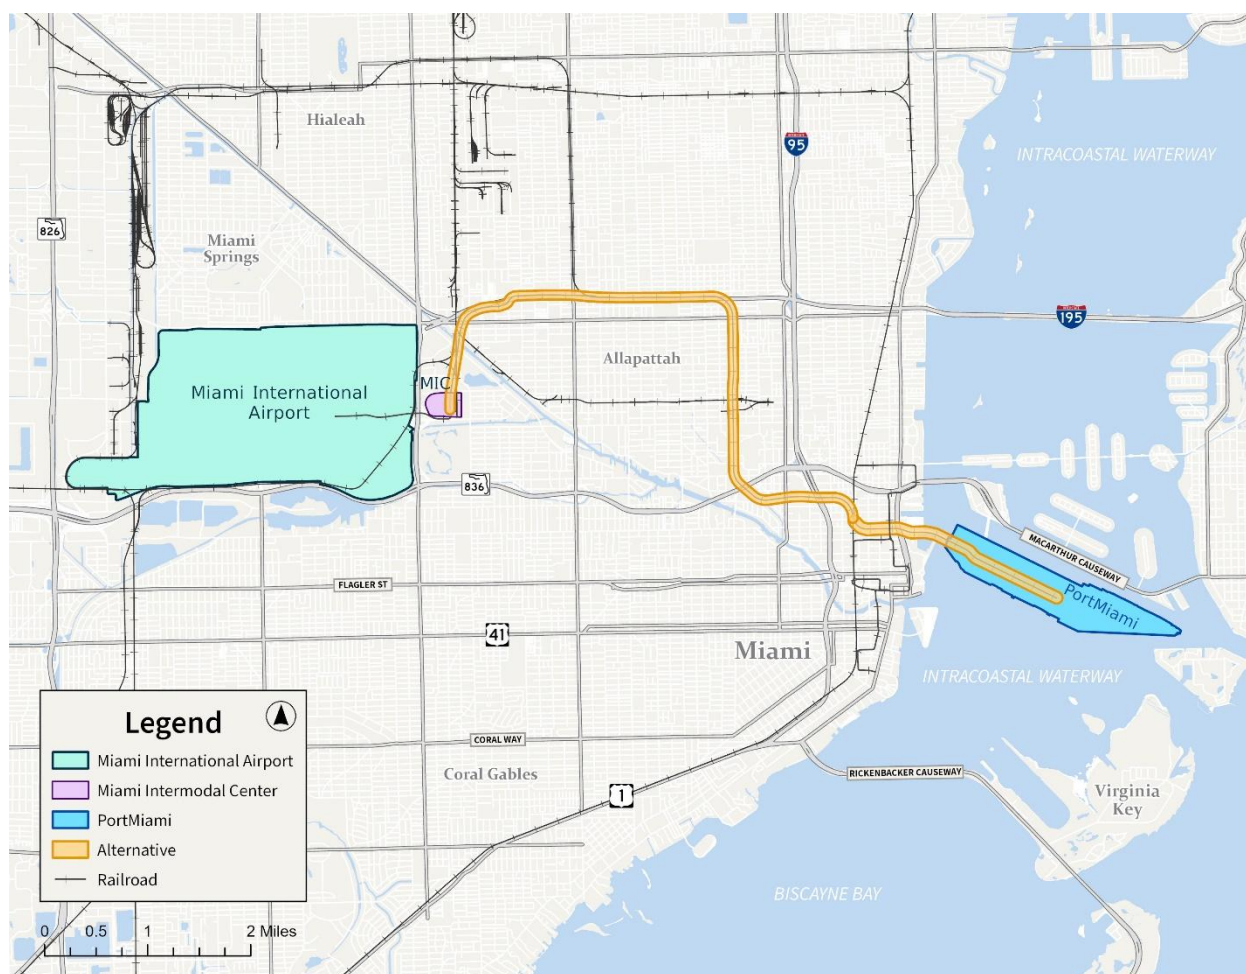 Hialeah
95
INTRACOASTAL WATERWAY
826
Miami
Springs
195
Allapattah
MIC
Miami International
Airport
836
MACARTHUR CAUSEWAY
FLAGLER ST
PortMiami
41
Miami
INTRACOASTAL WATERWAY
CORAL WAY
Coral Gables
RICKENBACKER CAUSEWAY
1
Virginia
Key
BISCAYNE BAY
Legend
Miami International Airport
Miami Intermodal Center
PortMiami
Alternative
Railroad
0 0.5 1 2 Miles